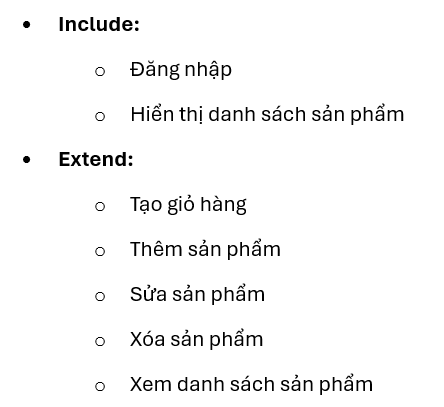 • Include:
o Đăng nhập
o Hiển thị danh sách sản phẩm
• Extend:
o Tạo giỏ hàng
o Thêm sản phẩm
o Sửa sản phẩm
o Xóa sản phẩm
o Xem danh sách sản phẩm